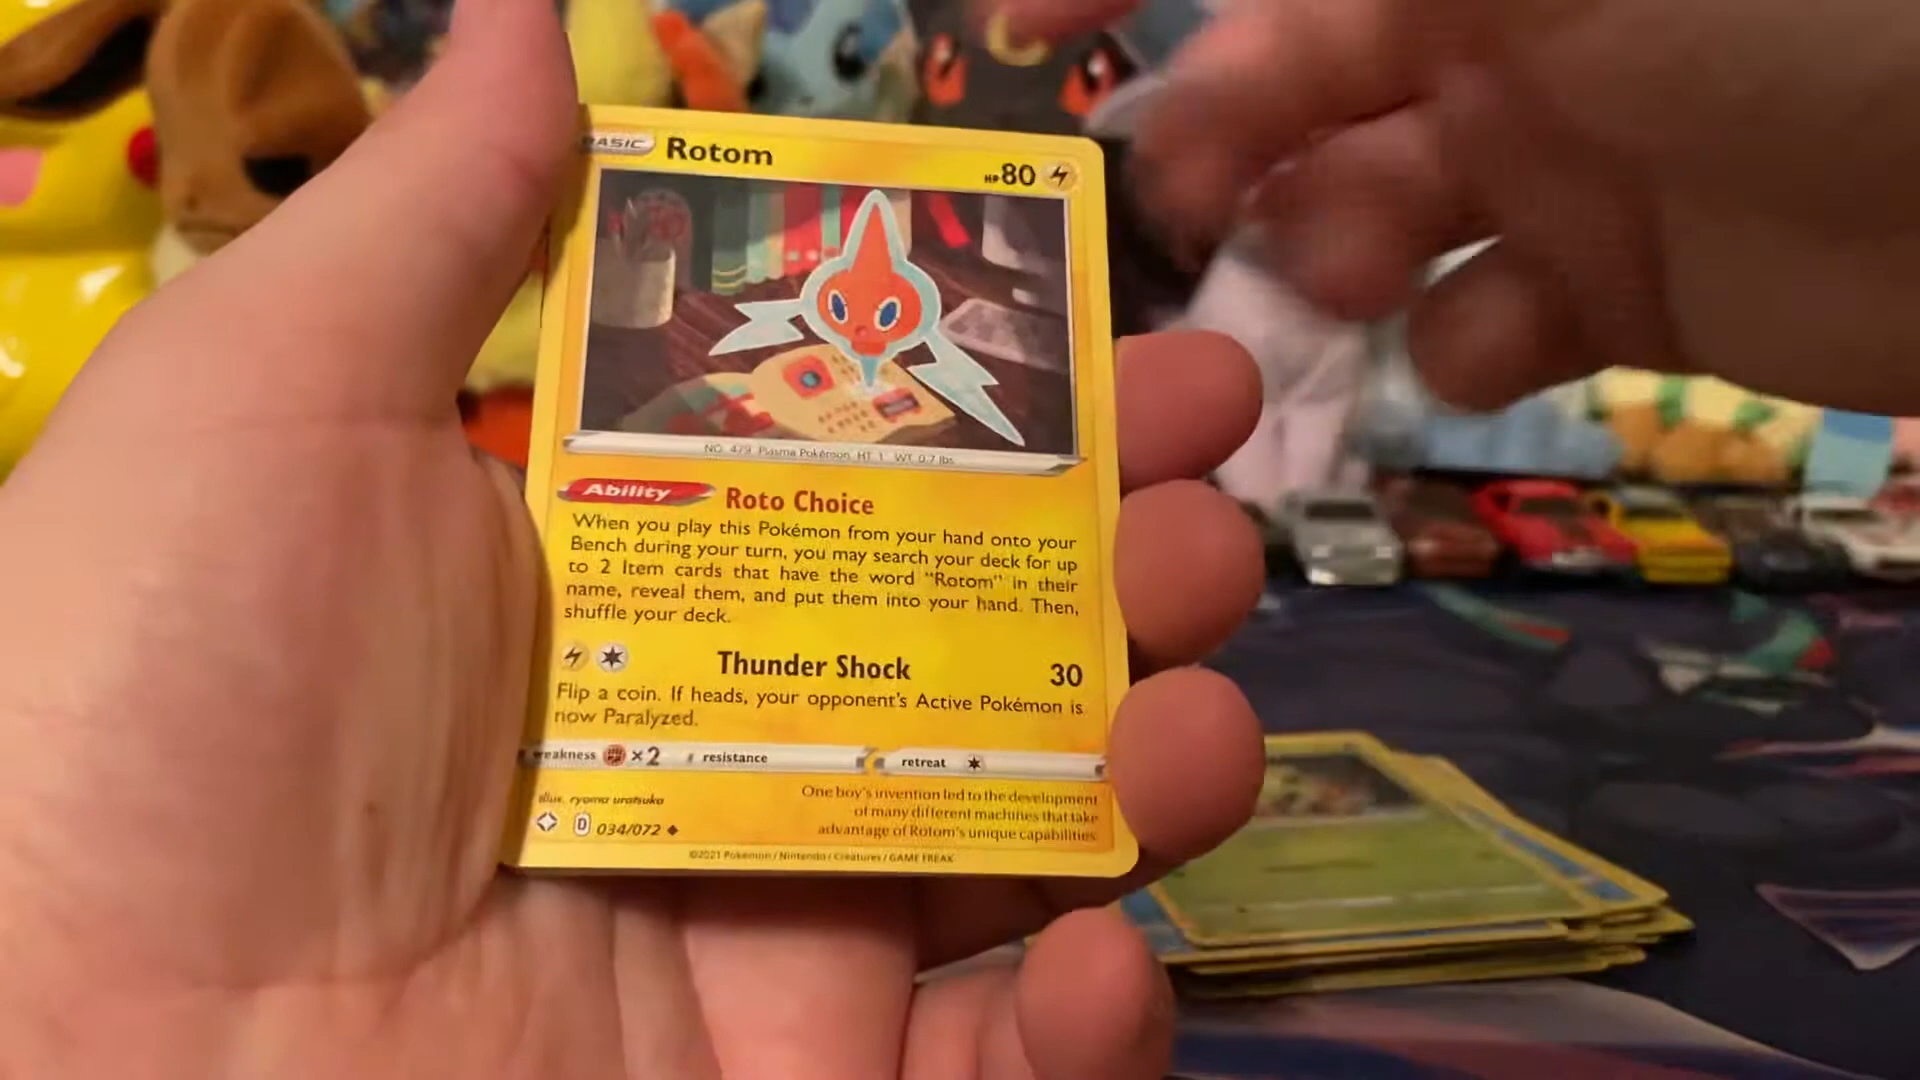 BASIC Rotom HP 80
NO. 479 Plasma Pokémon HT 1 WT 0.7 lbs
Ability Roto Choice
When you play this Pokémon from your hand onto your
Bench during your turn, you may search your deck for up
to 2 Item cards that have the word "Rotom" in their
name, reveal them, and put them into your hand. Then,
shuffle your deck.
Thunder Shock 30
Flip a coin. If heads, your opponent's Active Pokémon is
now Paralyzed.
weakness ×2 resistance retreat
illus. ryoma uratsuka
One boy's invention led to the development
of many different machines that take
advantage of Rotom's unique capabilities.
D 034/072
©2021 Pokémon / Nintendo / Creatures / GAME FREAK